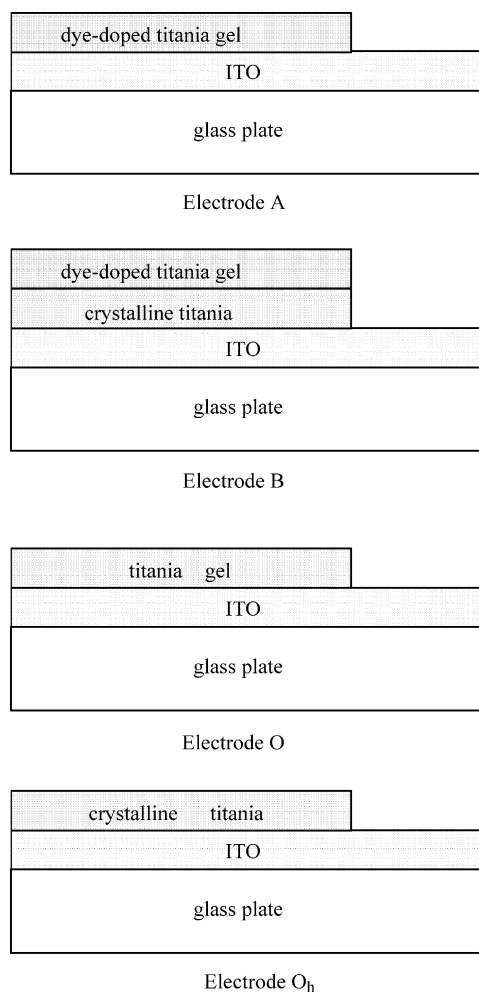 dye-doped titania gel
ITO
glass plate
Electrode A
dye-doped titania gel
crystalline titania
ITO
glass plate
Electrode B
titania gel
ITO
glass plate
Electrode O
crystalline titania
ITO
glass plate
Electrode Oh